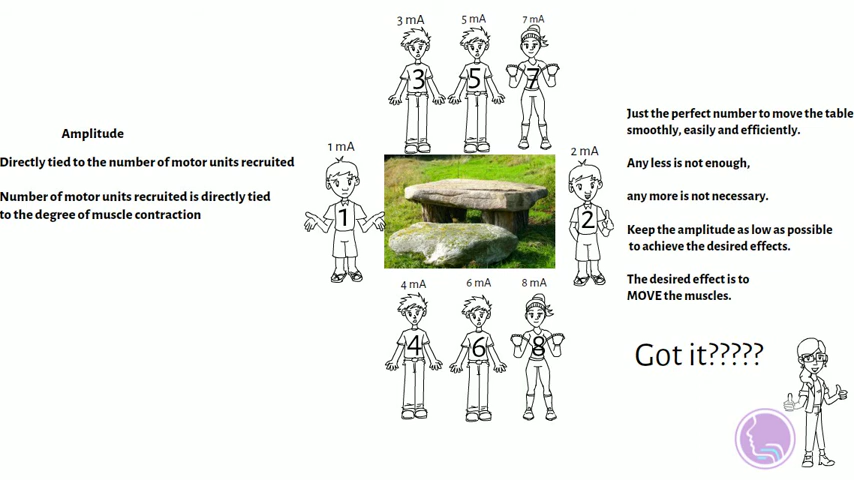 3 mA
5 mA
7 mA
3
5
7
Amplitude
Directly tied to the number of motor units recruited
Number of motor units recruited is directly tied
to the degree of muscle contraction
1 mA
1
2 mA
2
Just the perfect number to move the table
smoothly, easily and efficiently.
Any less is not enough,
any more is not necessary.
Keep the amplitude as low as possible
to achieve the desired effects.
The desired effect is to
MOVE the muscles.
4 mA
6 mA
8 mA
4
6
8
Got it?????